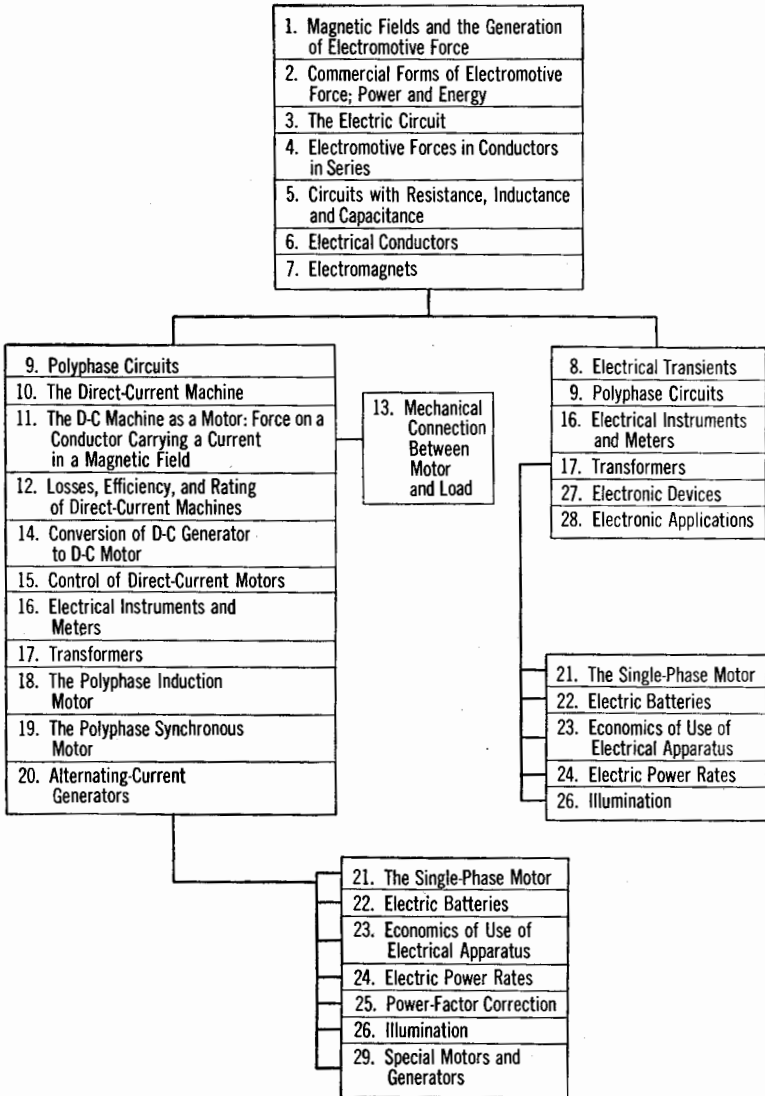 1. Magnetic Fields and the Generation
of Electromotive Force
2. Commercial Forms of Electromotive
Force; Power and Energy
3. The Electric Circuit
4. Electromotive Forces in Conductors
in Series
5. Circuits with Resistance, Inductance
and Capacitance
6. Electrical Conductors
7. Electromagnets
9. Polyphase Circuits
10. The Direct-Current Machine
11. The D-C Machine as a Motor: Force on a
Conductor Carrying a Current
in a Magnetic Field
12. Losses, Efficiency, and Rating
of Direct-Current Machines
14. Conversion of D-C Generator
to D-C Motor
15. Control of Direct-Current Motors
16. Electrical Instruments and
Meters
17. Transformers
18. The Polyphase Induction
Motor
19. The Polyphase Synchronous
Motor
20. Alternating-Current
Generators
13. Mechanical
Connection
Between
Motor
and Load
8. Electrical Transients
9. Polyphase Circuits
16. Electrical Instruments
and Meters
17. Transformers
27. Electronic Devices
28. Electronic Applications
21. The Single-Phase Motor
22. Electric Batteries
23. Economics of Use of
Electrical Apparatus
24. Electric Power Rates
26. Illumination
21. The Single-Phase Motor
22. Electric Batteries
23. Economics of Use of
Electrical Apparatus
24. Electric Power Rates
25. Power-Factor Correction
26. Illumination
29. Special Motors and
Generators